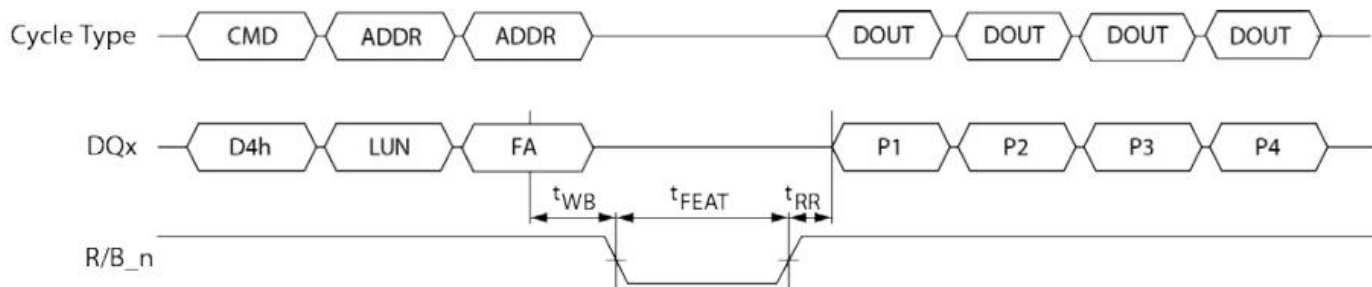 Cycle Type CMD ADDR ADDR DOUT DOUT DOUT DOUT
DQx D4h LUN FA P1 P2 P3 P4
tWB tFEAT tRR
R/B_n